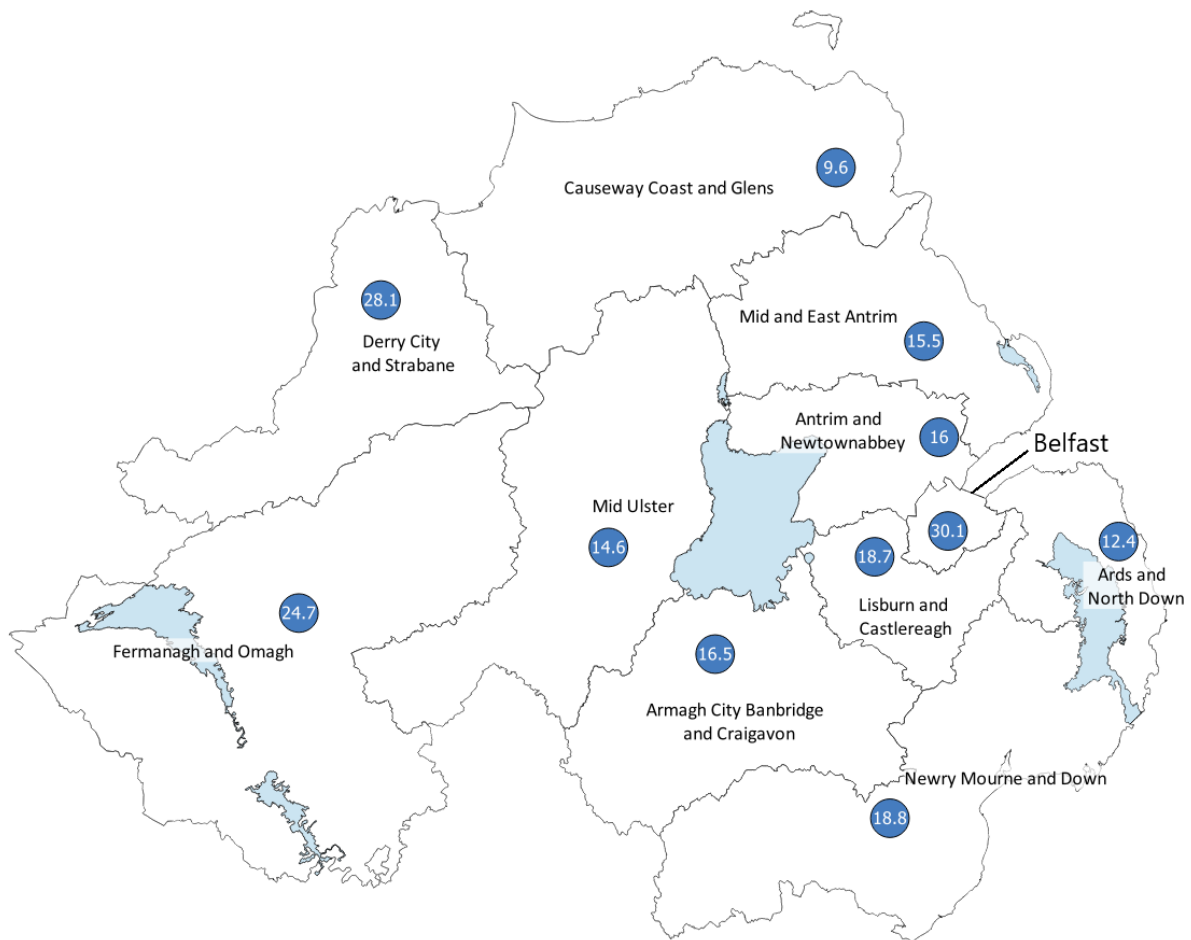 9.6
Causeway Coast and Glens
28.1
Derry City
and Strabane
Mid and East Antrim
15.5
Antrim and
Newtownabbey
16
Belfast
Mid Ulster
14.6
18.7
30.1
12.4
Ards and
North Down
Lisburn and
Castlereagh
24.7
Fermanagh and Omagh
16.5
Armagh City Banbridge
and Craigavon
Newry Mourne and Down
18.8